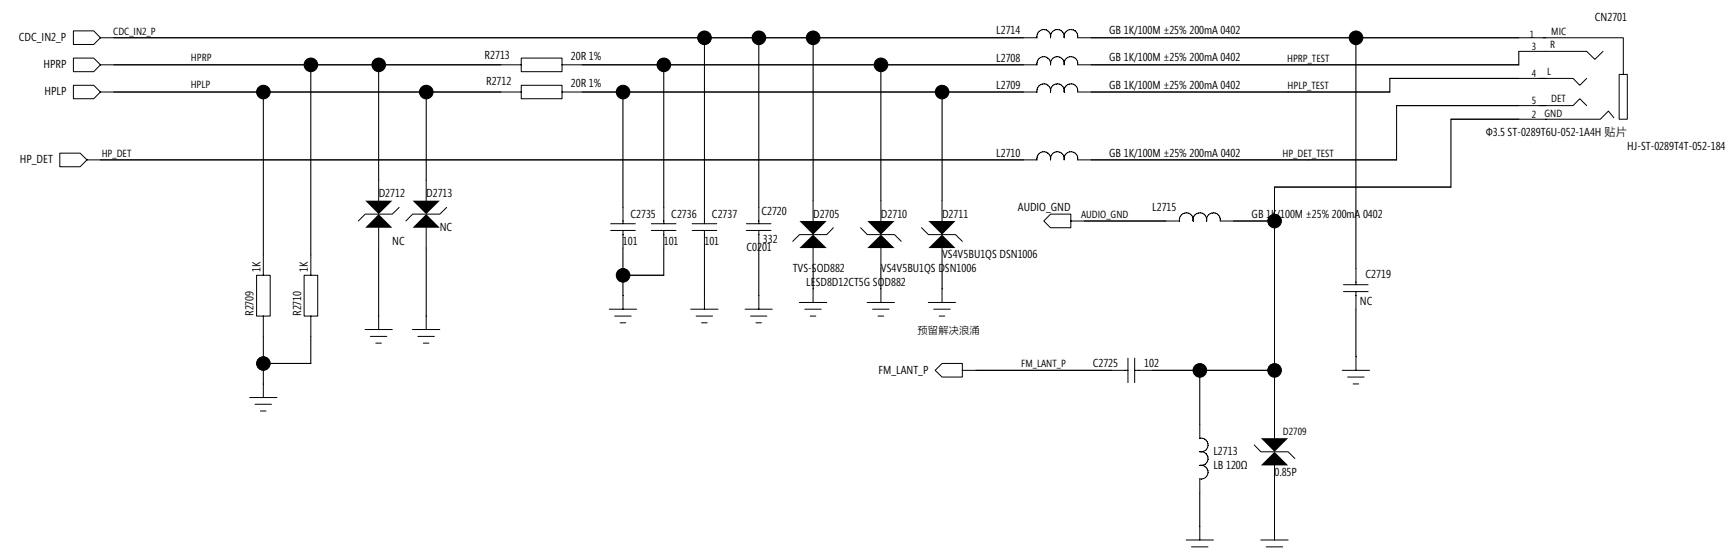 CN2701
CDC_IN2_P
CDC_IN2_P
L2714
GB 1K/100M ±25% 200mA 0402
1 MIC
3 R
HPRP
HPRP
R2713
20R 1%
L2708
GB 1K/100M ±25% 200mA 0402
HPRP_TEST
4 L
HPLP
HPLP
R2712
20R 1%
L2709
GB 1K/100M ±25% 200mA 0402
HPLP_TEST
5 DET
2 GND
Φ3.5 ST-0289T6U-052-1A4H 贴片
HJ-ST-0289T4T-052-184
HP_DET
HP_DET
L2710
GB 1K/100M ±25% 200mA 0402
HP_DET_TEST
D2712
NC
D2713
NC
C2735
101
C2736
101
C2737
101
C2720
332
C0201
D2705
TVS-SOD882
LESD8D12CT5G SOD882
D2710
VS4V5BU1QS DSN1006
D2711
VS4V5BU1QS DSN1006
预留解决浪涌
AUDIO_GND
AUDIO_GND
L2715
GB 1K/100M ±25% 200mA 0402
C2719
NC
1K
R2709
1K
R2710
FM_LANT_P
FM_LANT_P
C2725
102
L2713
LB 120Ω
D2709
0.85P